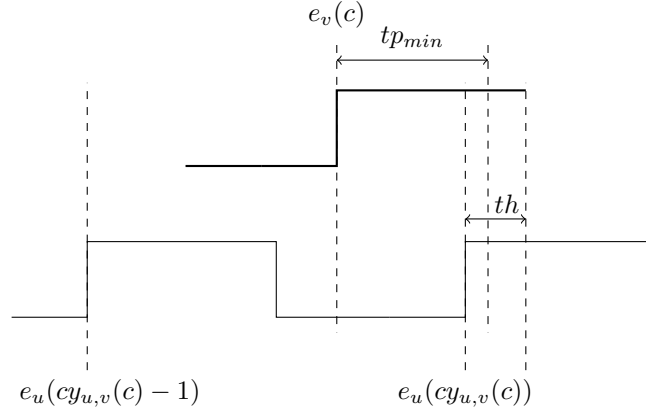 e_v(c)
tp_{min}
th
e_u(cy_{u,v}(c) − 1)
e_u(cy_{u,v}(c))